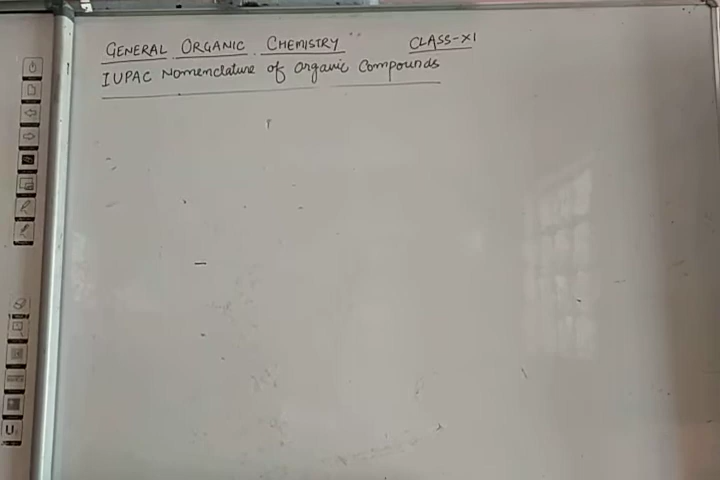 GENERAL ORGANIC CHEMISTRY CLASS-XI
IUPAC Nomenclature of Organic Compounds
U